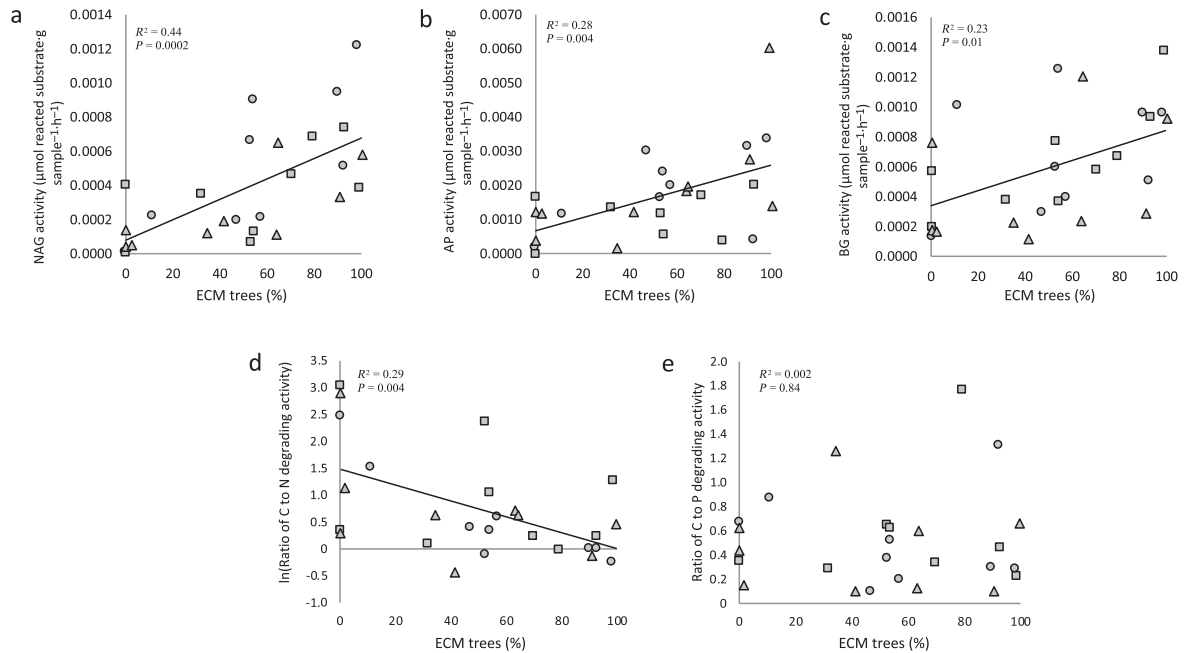 a
R² = 0.44
P = 0.0002
NAG activity (µmol reacted substrate·g
sample⁻¹·h⁻¹)
0.0014
0.0012
0.0010
0.0008
0.0006
0.0004
0.0002
0.0000
0 20 40 60 80 100
ECM trees (%)
b
R² = 0.28
P = 0.004
AP activity (µmol reacted substrate·g
sample⁻¹·h⁻¹)
0.0070
0.0060
0.0050
0.0040
0.0030
0.0020
0.0010
0.0000
0 20 40 60 80 100
ECM trees (%)
c
R² = 0.23
P = 0.01
BG activity (µmol reacted substrate·g
sample⁻¹·h⁻¹)
0.0016
0.0014
0.0012
0.0010
0.0008
0.0006
0.0004
0.0002
0.0000
0 20 40 60 80 100
ECM trees (%)
d
R² = 0.29
P = 0.004
ln(Ratio of C to N degrading activity)
3.5
3.0
2.5
2.0
1.5
1.0
0.5
0
-0.5
-1.0
0 20 40 60 80 100
ECM trees (%)
e
R² = 0.002
P = 0.84
Ratio of C to P degrading activity
2.0
1.8
1.6
1.4
1.2
1.0
0.8
0.6
0.4
0.2
0
0 20 40 60 80 100
ECM trees (%)